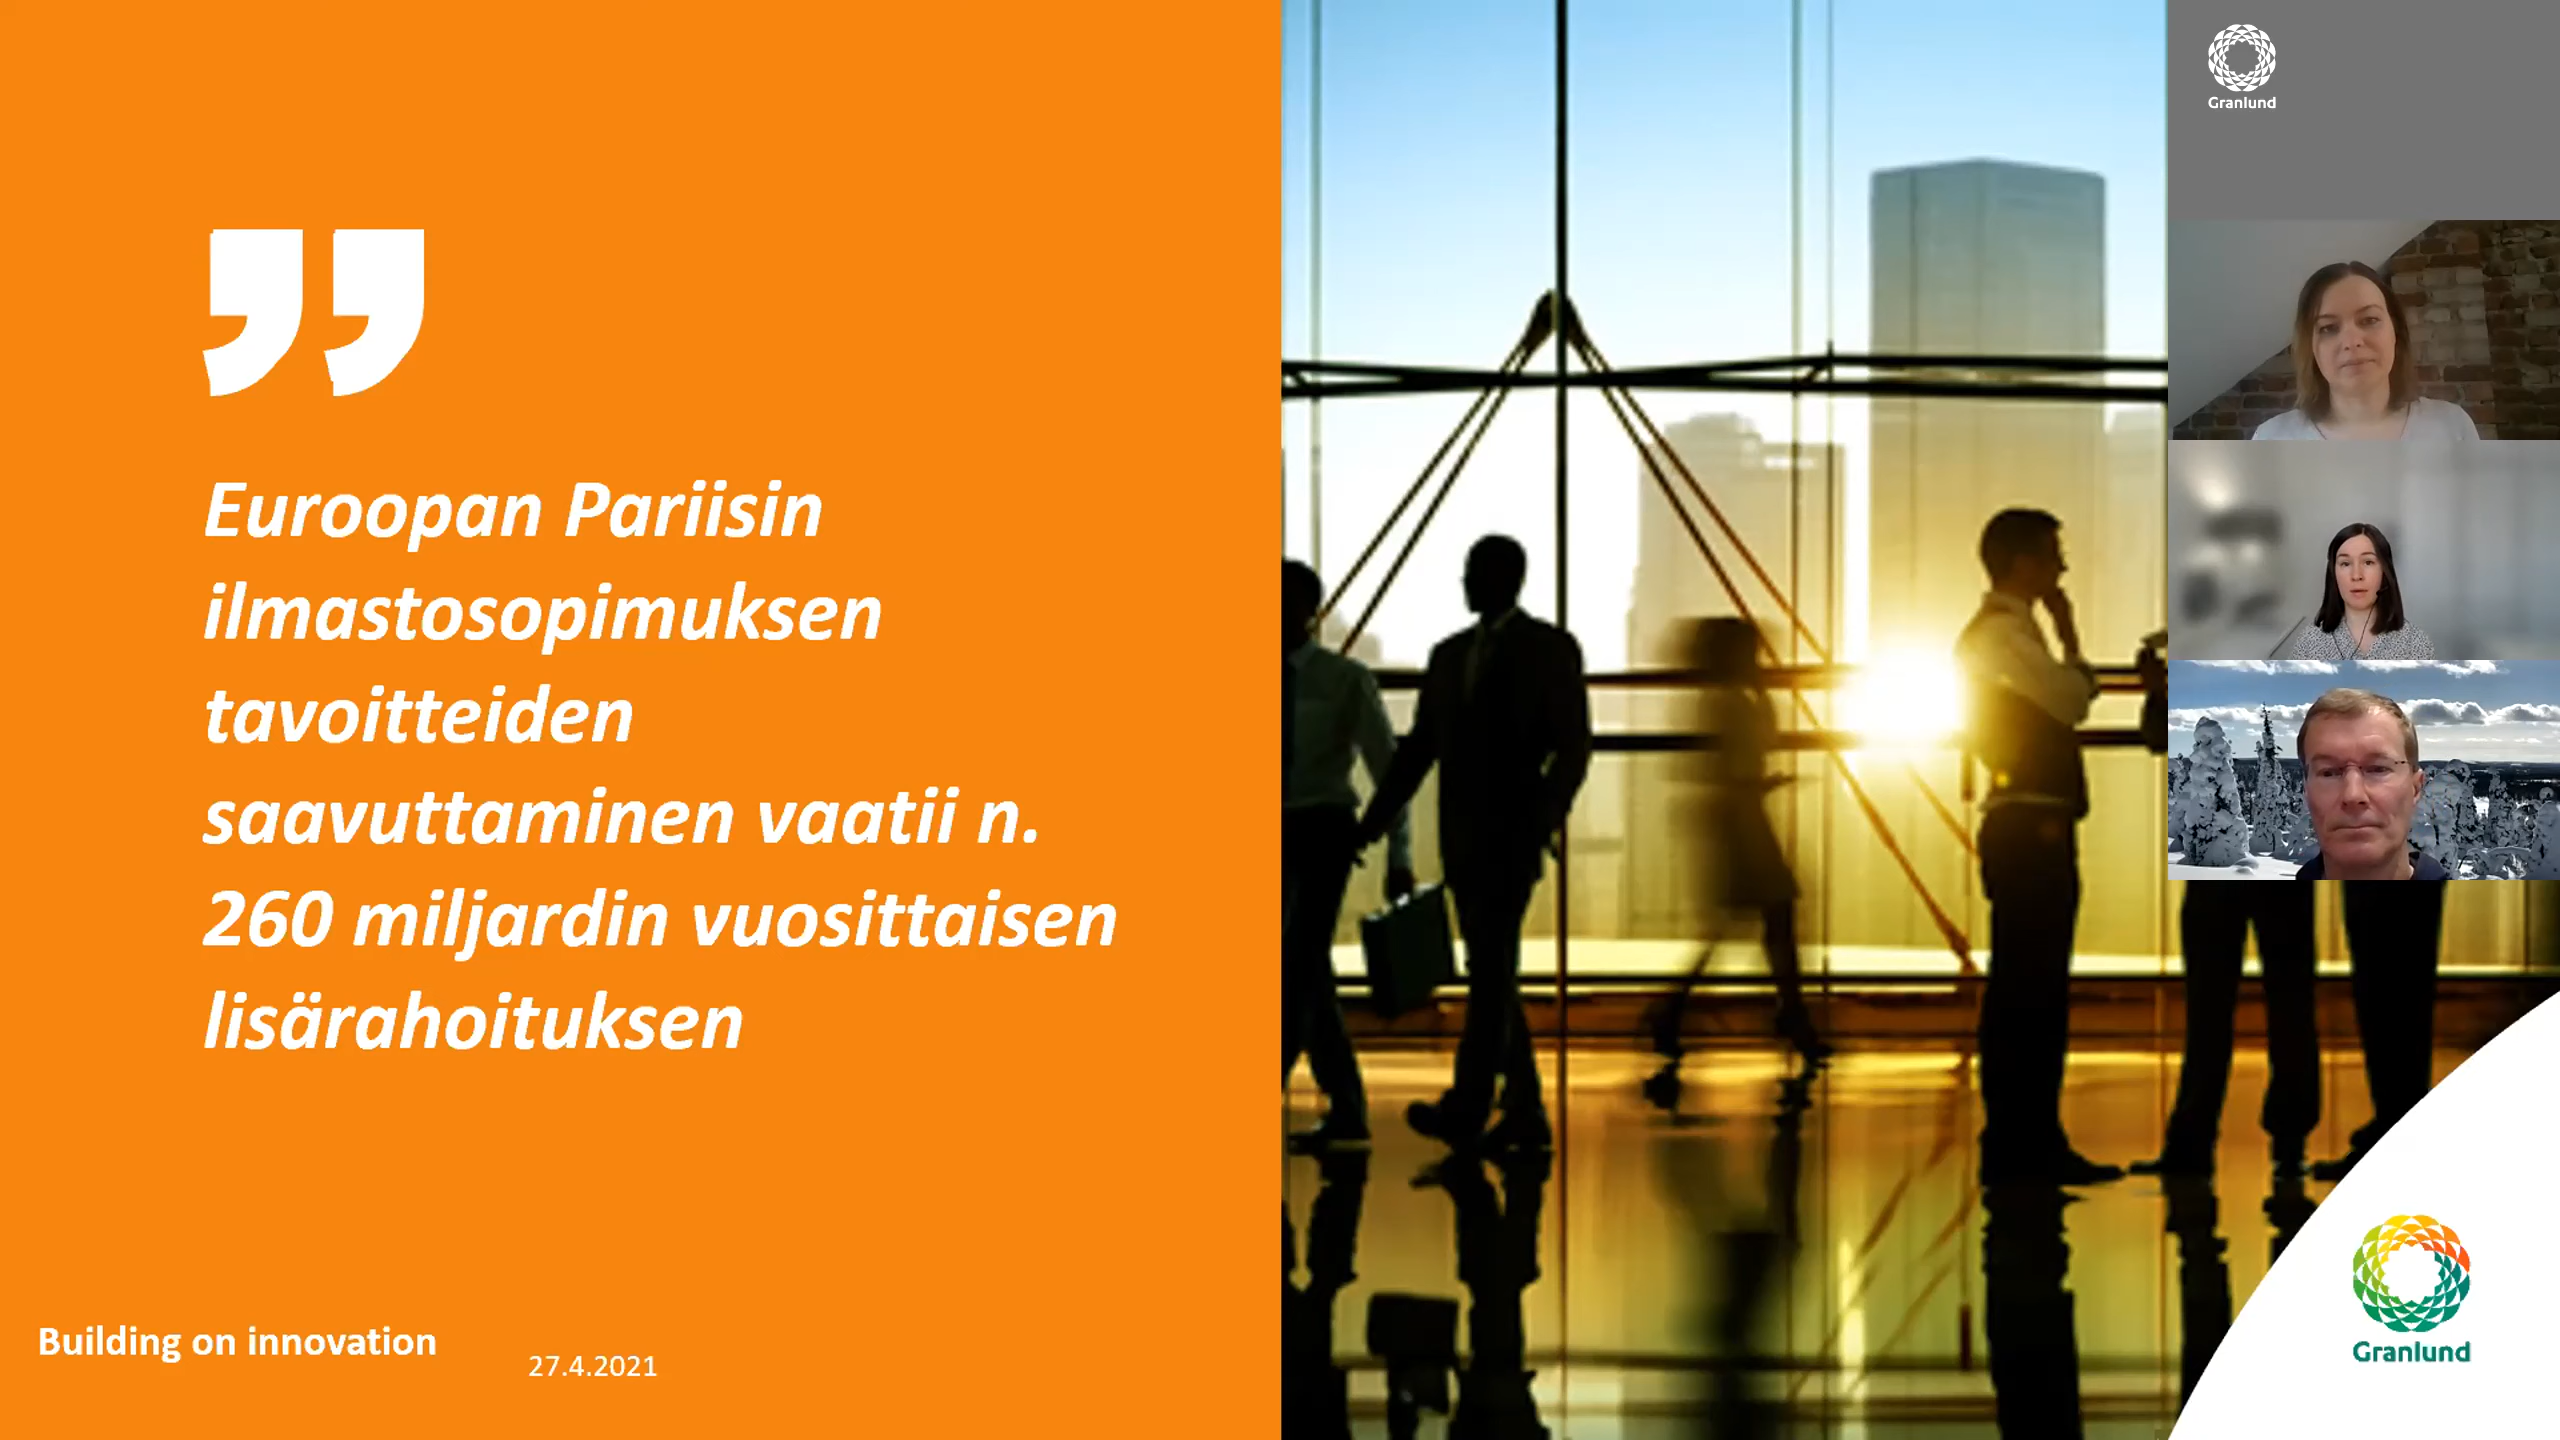 Euroopan Pariisin
ilmastosopimuksen
tavoitteiden
saavuttaminen vaatii n.
260 miljardin vuosittaisen
lisärahoituksen
Building on innovation
27.4.2021
Granlund
Granlund